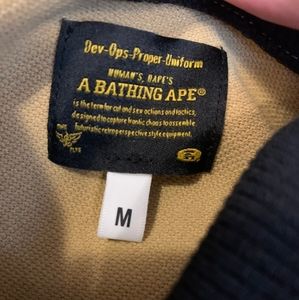 Dev-Ops-Proper-Uniform
NUMAN'S, BAPE'S
A BATHING APE®
is the term for cut and sew actions and tactics,
designed to capture frantic chaos to assemble
futuristic retroperspective style equipment.
M